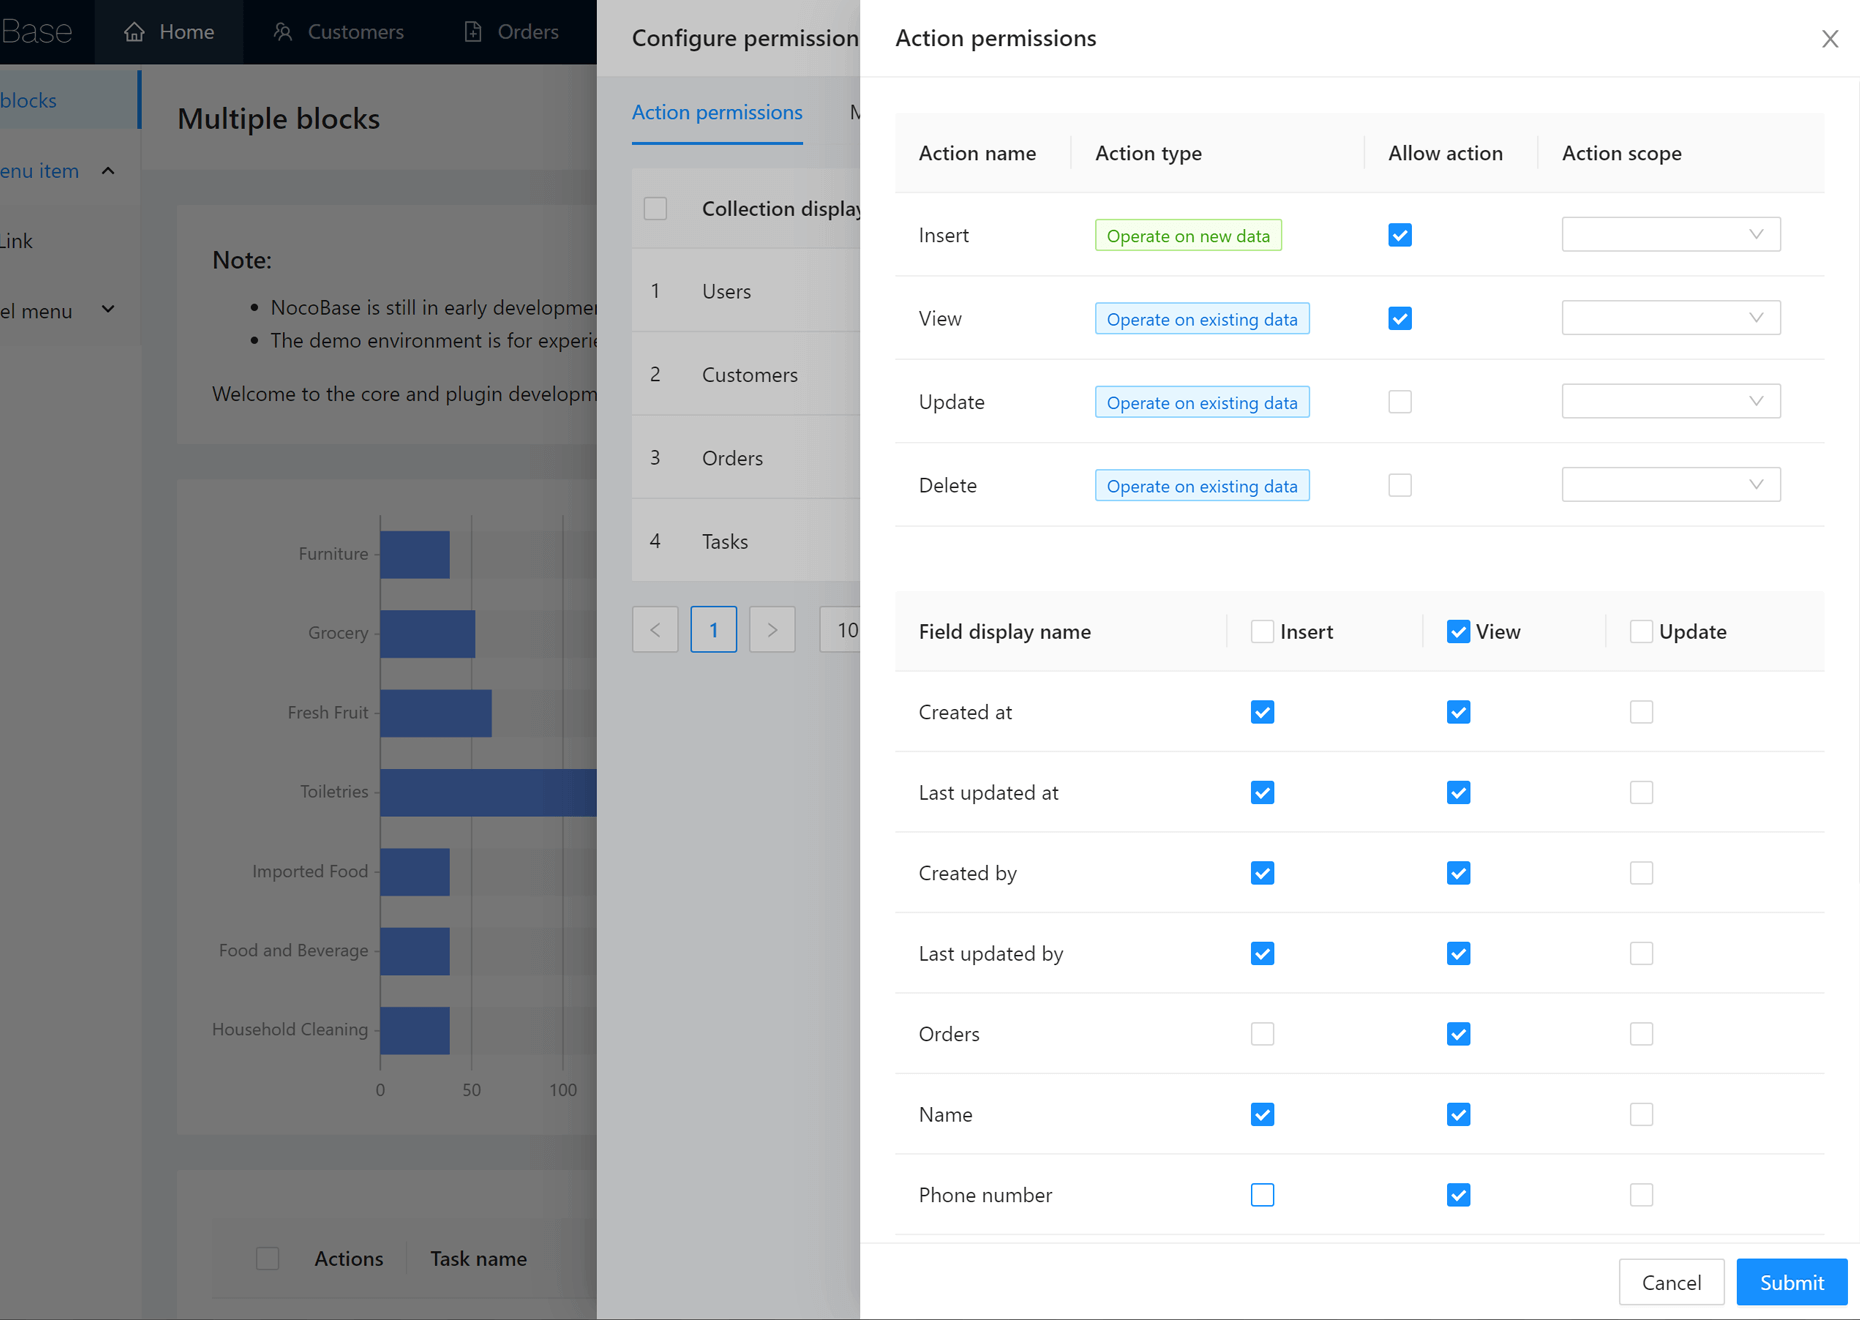 Base
Home
Customers
Orders
blocks
enu item
Link
el menu
Multiple blocks
Note:
• NocoBase is still in early developme
• The demo environment is for experie
Welcome to the core and plugin developm
Furniture
Grocery
Fresh Fruit
Toiletries
Imported Food
Food and Beverage
Household Cleaning
0 50 100
Actions Task name
Configure permission
Action permissions M
Collection display
1 Users
2 Customers
3 Orders
4 Tasks
< 1 > 10
Action permissions
Action name Action type Allow action Action scope
Insert Operate on new data
View Operate on existing data
Update Operate on existing data
Delete Operate on existing data
Field display name Insert View Update
Created at
Last updated at
Created by
Last updated by
Orders
Name
Phone number
Cancel Submit